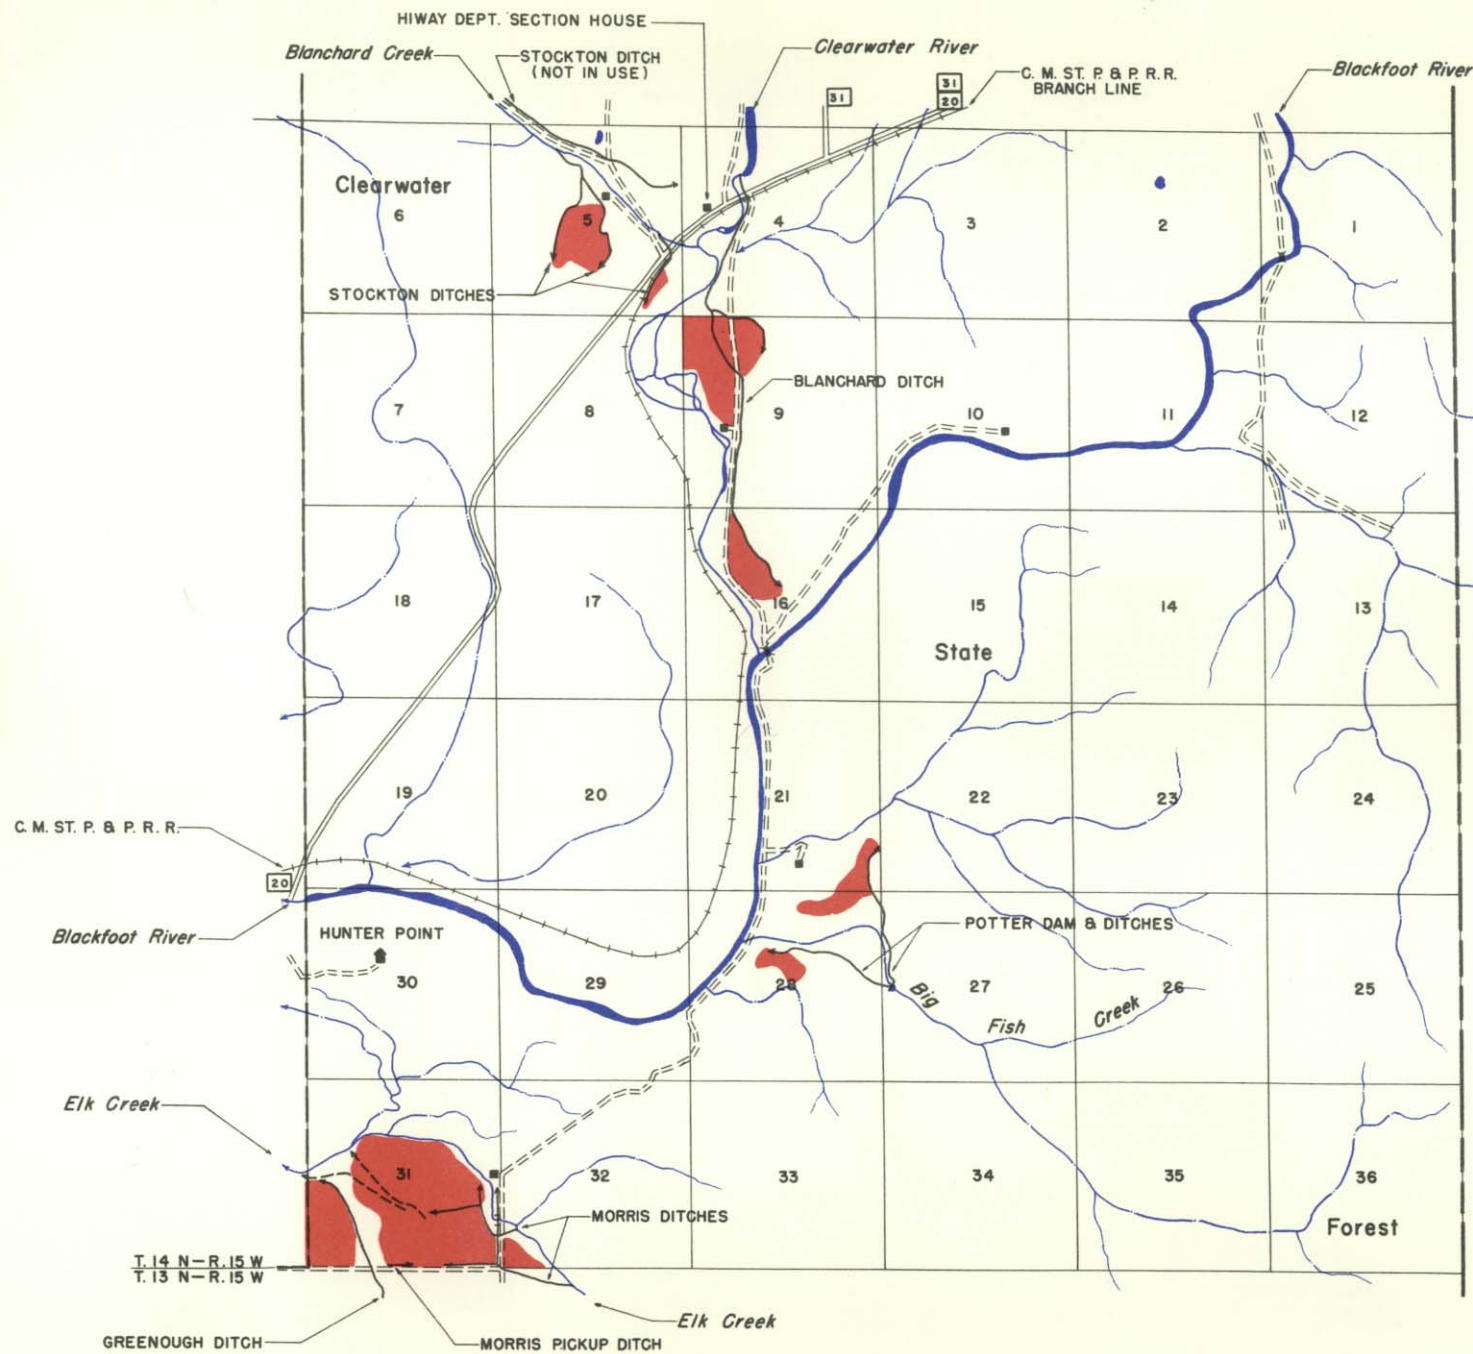 HIWAY DEPT. SECTION HOUSE
Blanchard Creek
STOCKTON DITCH
(NOT IN USE)
Clearwater River
31
31
20
C. M. ST. P. & P. R. R.
BRANCH LINE
Blackfoot River
Clearwater
6
5
4
3
2
1
STOCKTON DITCHES
7
8
9
10
11
12
BLANCHARD DITCH
18
17
16
15
14
13
State
19
20
21
22
23
24
C. M. ST. P. & P. R. R.
20
Blackfoot River
HUNTER POINT
POTTER DAM & DITCHES
30
29
28
27
26
25
Big Fish Creek
Elk Creek
31
32
33
34
35
36
MORRIS DITCHES
Forest
T. 14 N-R. 15 W
T. 13 N-R. 15 W
Elk Creek
GREENOUGH DITCH
MORRIS PICKUP DITCH